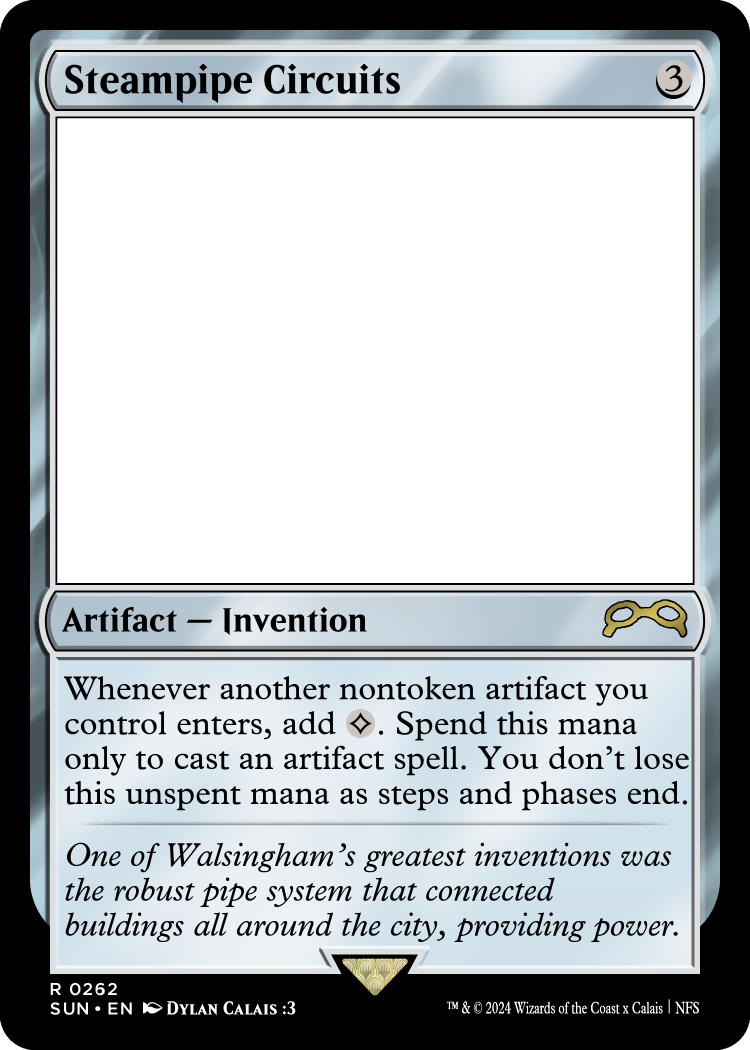 Steampipe Circuits 3
Artifact — Invention
Whenever another nontoken artifact you
control enters, add . Spend this mana
only to cast an artifact spell. You don't lose
this unspent mana as steps and phases end.
One of Walsingham's greatest inventions was
the robust pipe system that connected
buildings all around the city, providing power.
R 0262
SUN • EN Dylan Calais :3
™ & © 2024 Wizards of the Coast x Calais | NFS